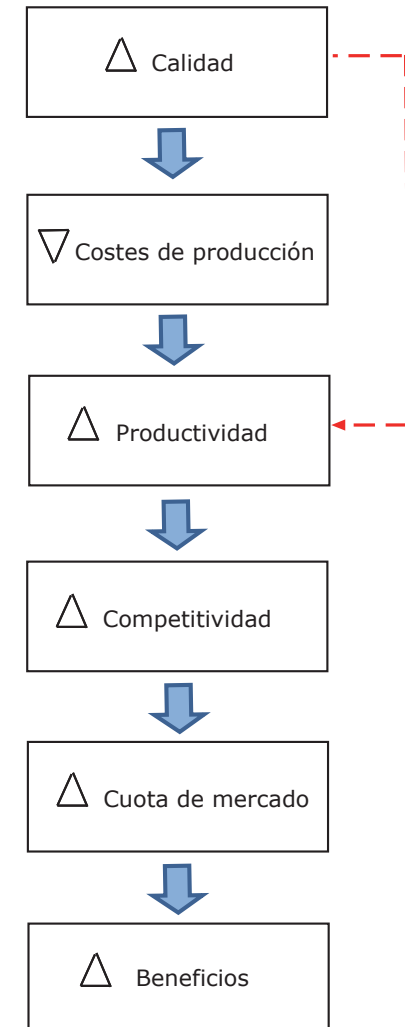 Calidad
Costes de producción
Productividad
Competitividad
Cuota de mercado
Beneficios